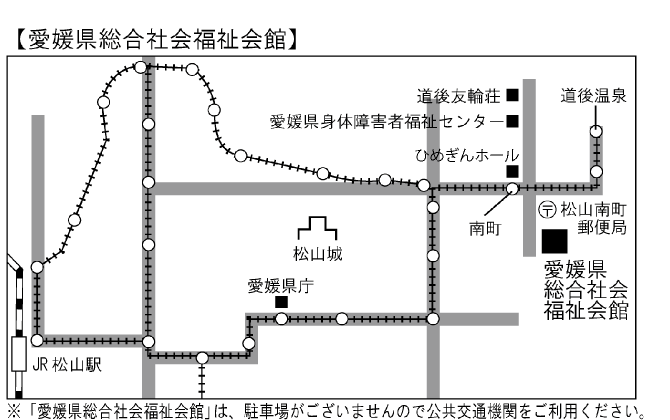 【愛媛県総合社会福祉会館】
道後友輪荘
道後温泉
愛媛県身体障害者福祉センター
ひめぎんホール
南町
〒松山南町
郵便局
松山城
愛媛県
総合社会
福祉会館
愛媛県庁
JR松山駅
※「愛媛県総合社会福祉会館」は、駐車場がございませんので公共交通機関をご利用ください。